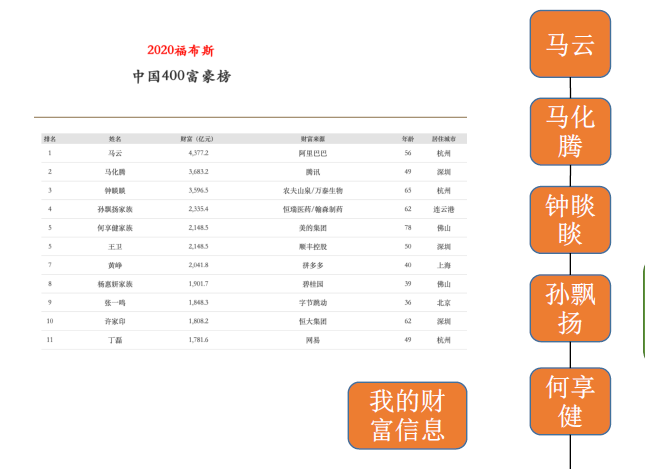 2020福布斯
中国400富豪榜
排名 姓名 财富（亿元） 财富来源 年龄 居住城市
1 马云 4,377.2 阿里巴巴 56 杭州
2 马化腾 3,683.2 腾讯 49 深圳
3 钟睒睒 3,596.5 农夫山泉/万泰生物 65 杭州
4 孙飘扬家族 2,335.4 恒瑞医药/翰森制药 62 连云港
5 何享健家族 2,148.5 美的集团 78 佛山
5 王卫 2,148.5 顺丰控股 50 深圳
7 黄峥 2,041.8 拼多多 40 上海
8 杨惠妍家族 1,901.7 碧桂园 39 佛山
9 张一鸣 1,848.3 字节跳动 36 北京
10 许家印 1,808.2 恒大集团 62 深圳
11 丁磊 1,781.6 网易 49 杭州
我的财
富信息
马云
马化
腾
钟睒
睒
孙飘
扬
何享
健